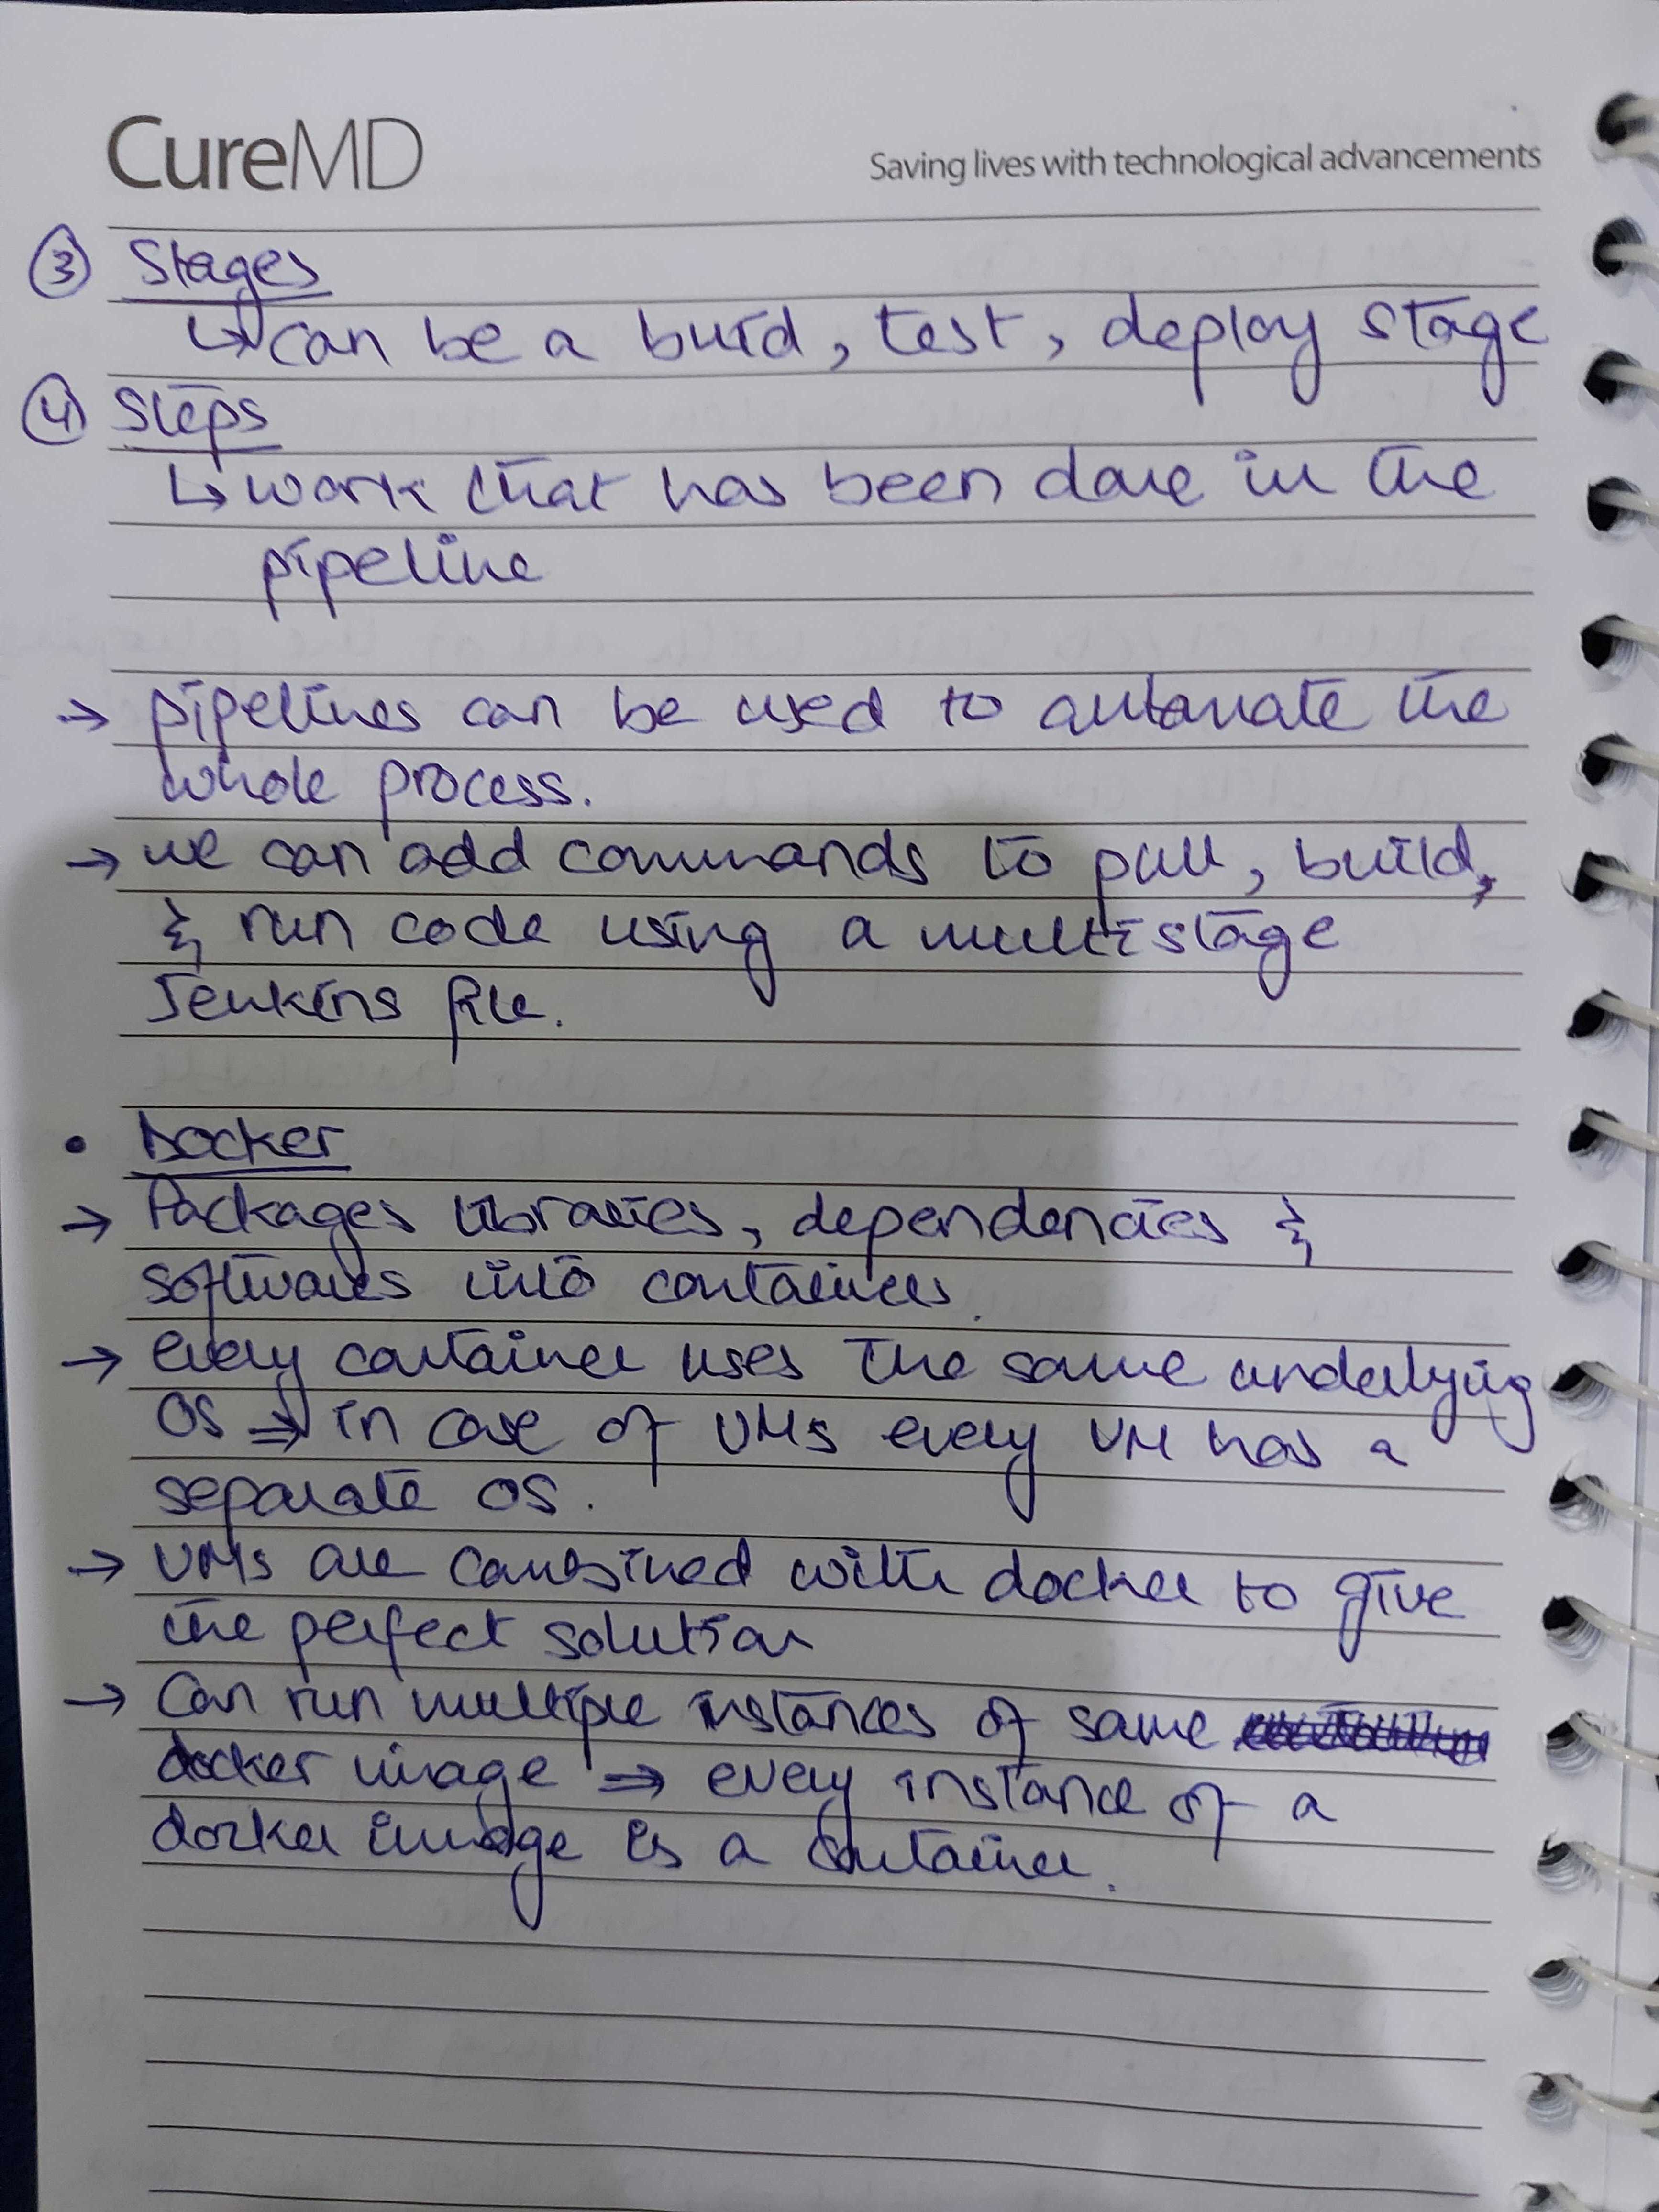 CureMD
Saving lives with technological advancements
③ Stages
↳ can be a build, test, deploy stage
④ Steps
↳ work that has been done in the
pipeline
→ pipelines can be used to automate the
whole process.
→ we can add commands to pull, build,
& run code using a multistage
Jenkins file.
• Docker
→ Packages libraries, dependencies &
softwares into containers.
→ every container uses the same underlying
OS ⇒ in case of VMs every VM has a
separate OS.
→ VMs are combined with docker to give
the perfect solution
→ Can run multiple instances of same
docker image ⇒ every instance of a
docker image is a container.